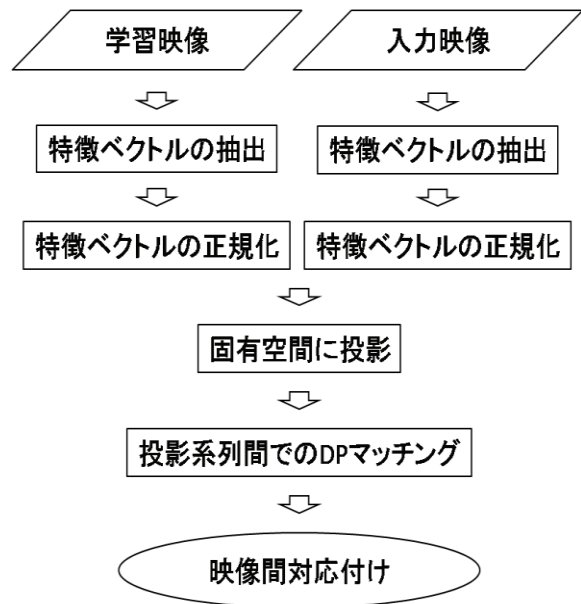 学習映像
入力映像
特徴ベクトルの抽出
特徴ベクトルの抽出
特徴ベクトルの正規化
特徴ベクトルの正規化
固有空間に投影
投影系列間でのDPマッチング
映像間対応付け